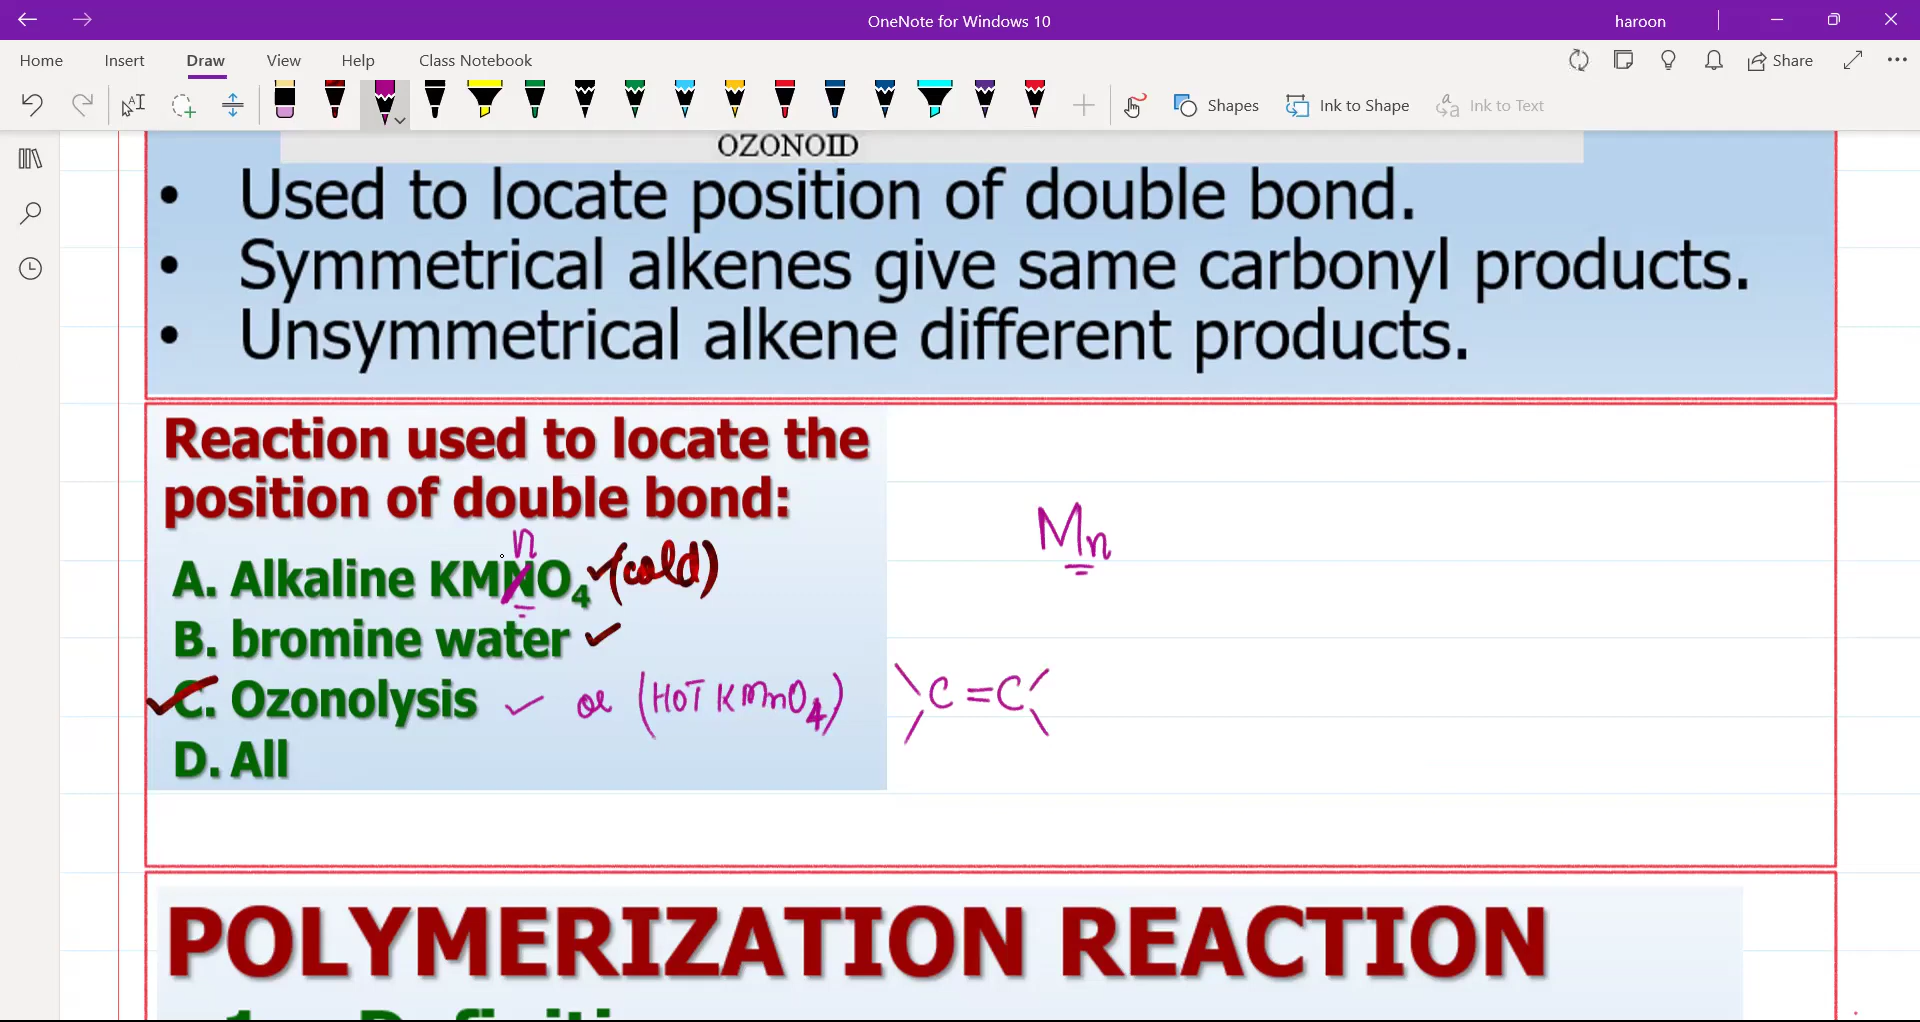 OneNote for Windows 10
haroon
Home Insert Draw View Help Class Notebook
Share
Shapes Ink to Shape Ink to Text
OZONOID
• Used to locate position of double bond.
• Symmetrical alkenes give same carbonyl products.
• Unsymmetrical alkene different products.
Reaction used to locate the
position of double bond:
n
A. Alkaline KMNO4 (cold)
Mn
B. bromine water
C. Ozonolysis or (HOT KMnO4)
C=C
D. All
POLYMERIZATION REACTION